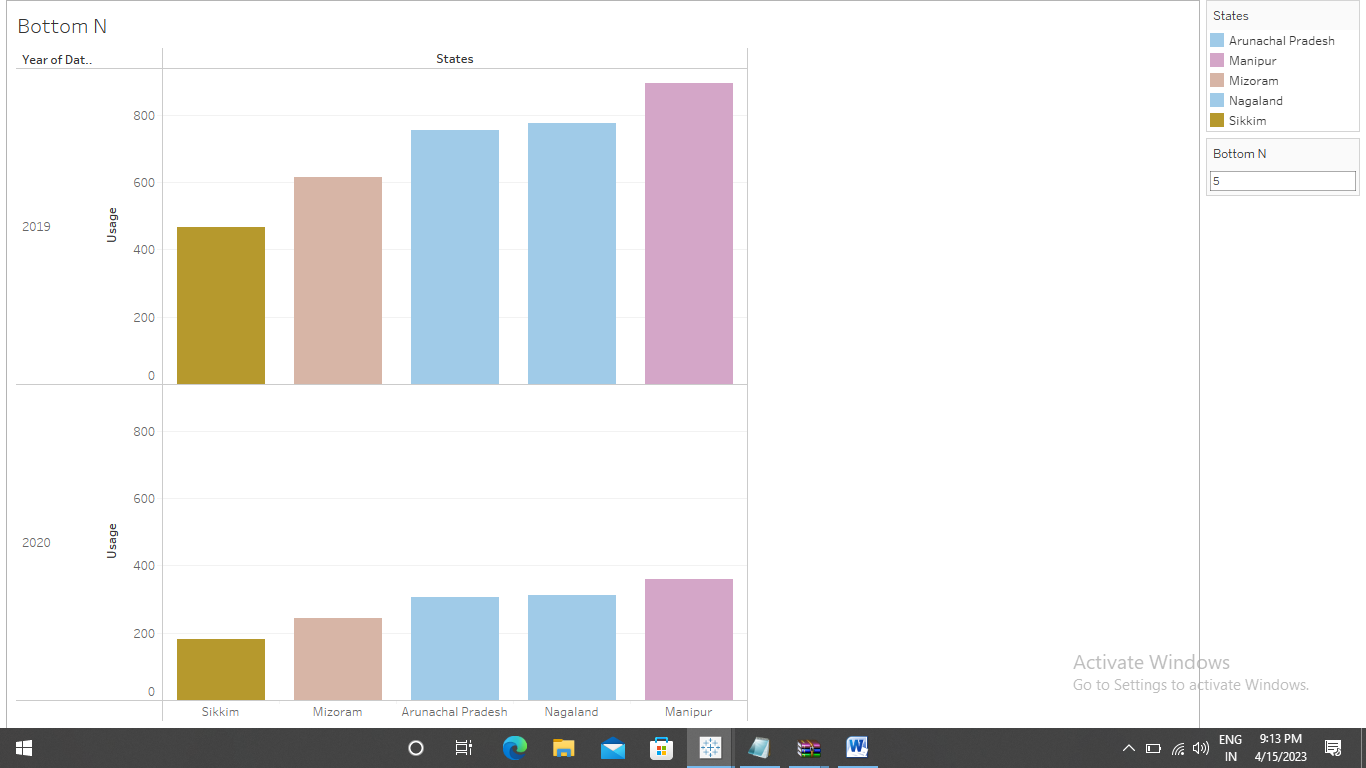 Bottom N
Year of Dat..
States
800
600
400
200
0
Usage
2019
800
600
400
200
0
Usage
2020
Sikkim Mizoram Arunachal Pradesh Nagaland Manipur
States
Arunachal Pradesh
Manipur
Mizoram
Nagaland
Sikkim
Bottom N
5
Activate Windows
Go to Settings to activate Windows.
ENG
IN
9:13 PM
4/15/2023